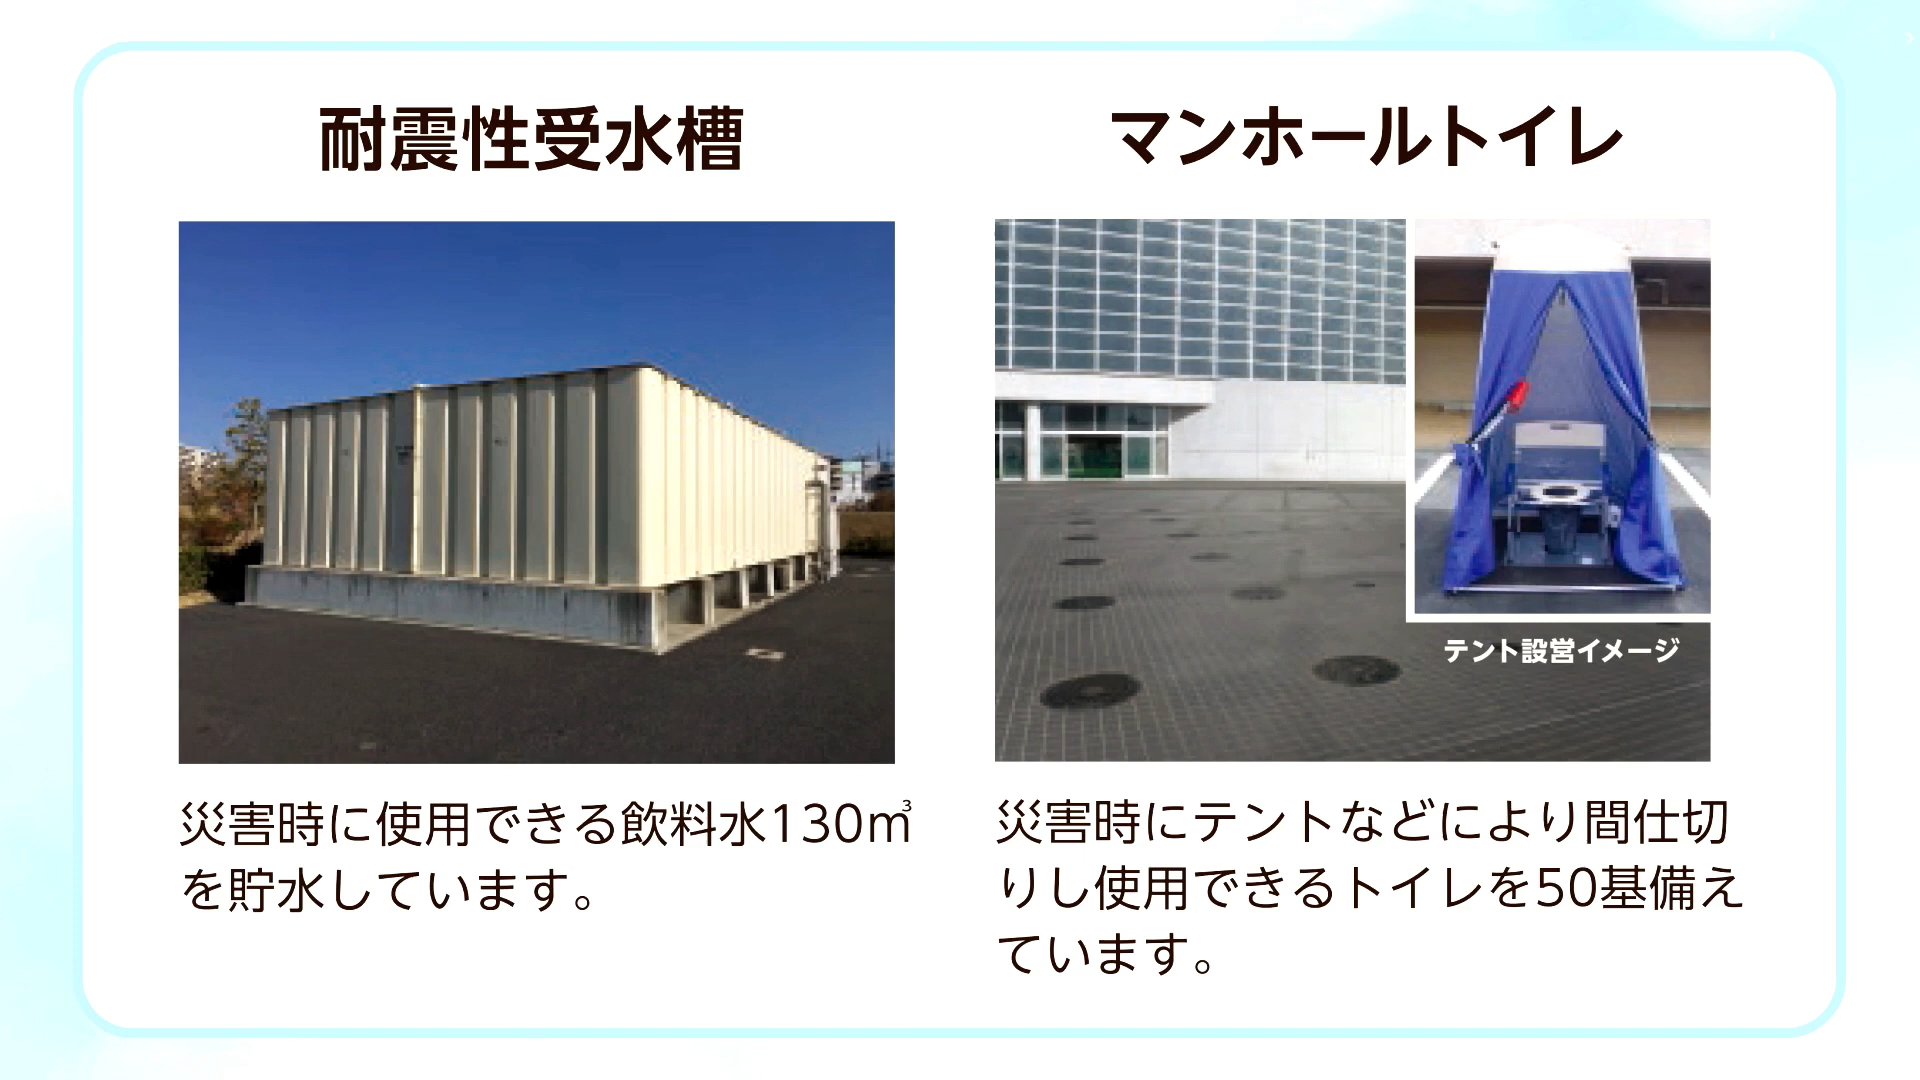 耐震性受水槽
マンホールトイレ
テント設営イメージ
災害時に使用できる飲料水130㎥
を貯水しています。
災害時にテントなどにより間仕切
りし使用できるトイレを50基備え
ています。